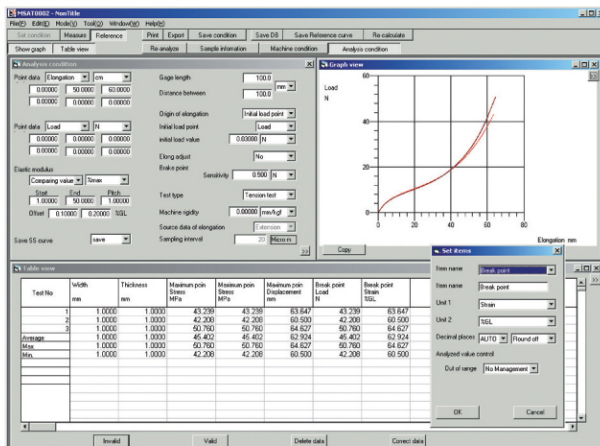 MSAT0002 - NonTitle
File(F) Edit(E) Mode(V) Tool(O) Window(W) Help(H)
Set condition Measure Reference Print Export Save condition Save DB Save Reference curve Re-calculate
Show graph Table view Re-analyze Sample infomation Machine condition Analysis condition
Analysis condition
Point data Elongation cm
0.00000 50.0000 60.0000
0.00000 0.00000 0.00000
Point data Load N
0.00000 0.00000 0.00000
0.00000 0.00000 0.00000
Elastic modulus
Comparing value %max
Start End Pitch
1.00000 50.0000 1.00000
Offset 0.10000 0.20000 %GL
Save SS curve save
Gage length 100.0
Distance between 100.0 mm
Origin of elongation Initial load point
Initial load point Load
initial load value 0.03000 N
Elong adjust No
Brake point
Sensitivity 0.500 N
Test type Tension test
Machine rigidity 0.00000 mm/kgf
Source data of elongation Extension
Sampling interval 20 Micro m
>>
Graph view
>>
Load
N
60
40
20
0
0 20 40 60 80
Elongation mm
Copy
Table view
Test No Width mm Thickness mm Maximum poin Stress MPa Maximum poin Stress MPa Maximum poin Displacement mm Break point Load N Break point Strain %GL
1 1.0000 1.0000 43.239 43.239 63.647 43.239 63.647
2 1.0000 1.0000 42.208 42.208 60.500 42.208 60.500
3 1.0000 1.0000 50.760 50.760 64.627 50.760 64.627
Average 1.0000 1.0000 45.402 45.402 62.924 45.402 62.924
Max 1.0000 1.0000 50.760 50.760 64.627 50.760 64.627
Min. 1.0000 1.0000 42.208 42.208 60.500 42.208 60.500
Invalid Valid Delete data Correct data
Set items
Item name Break point
Item name Break point
Unit 1 Strain
Unit 2 %GL
Decimal places AUTO Round off
Analyzed value control
Out of range No Management
OK Cancel